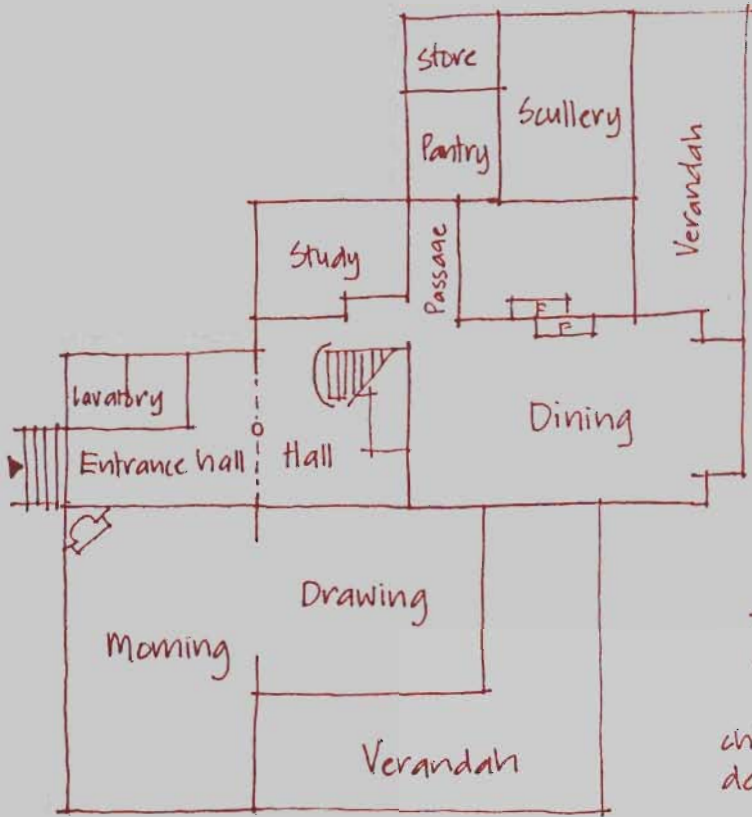 Store
Scullery
Pantry
Verandah
Study
Passage
F
F
Lavatory
Dining
Entrance hall
Hall
Drawing
Morning
Verandah